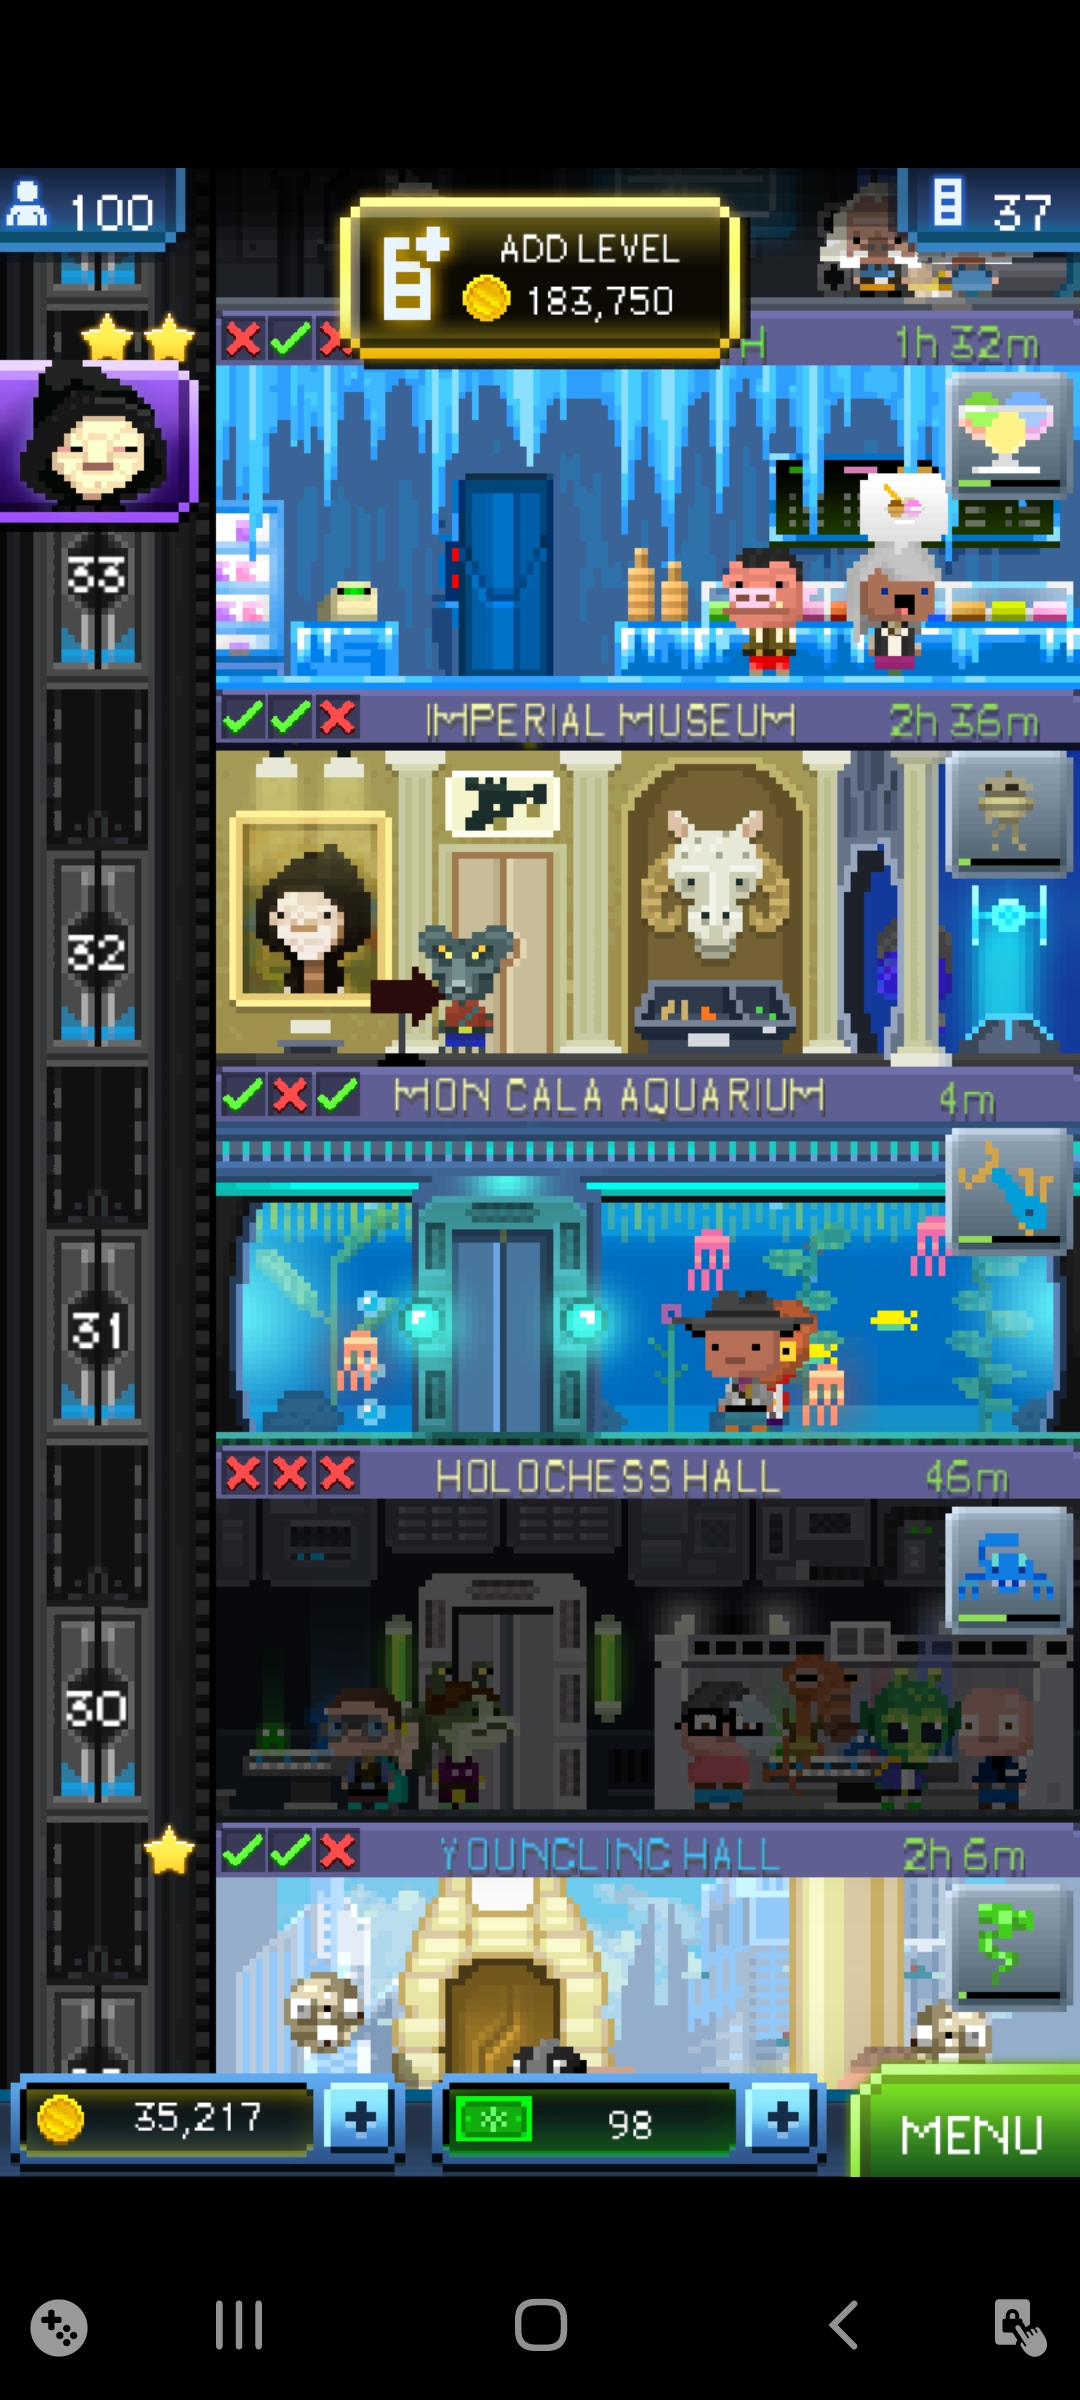 100
37
ADD LEVEL
183,750
H
1h 32m
33
IMPERIAL MUSEUM
2h 36m
32
MON CALA AQUARIUM
4m
31
HOLOCHESS HALL
46m
30
YOUNGLING HALL
2h 6m
35,217
98
MENU